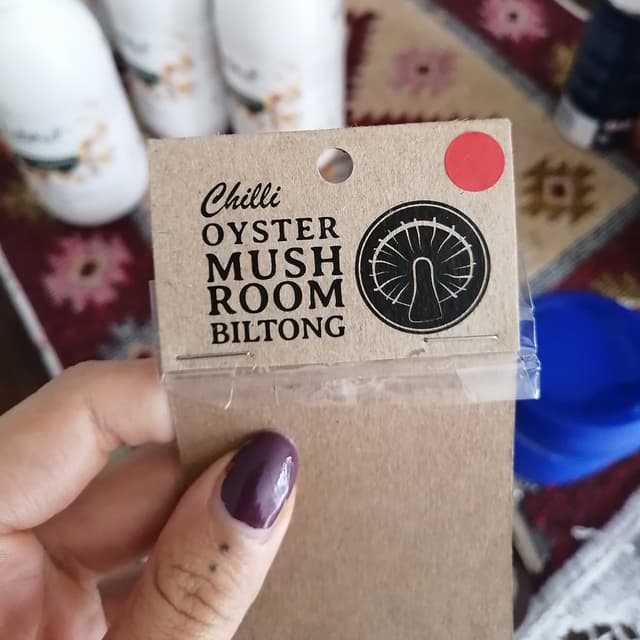 Chilli
OYSTER
MUSH
ROOM
BILTONG